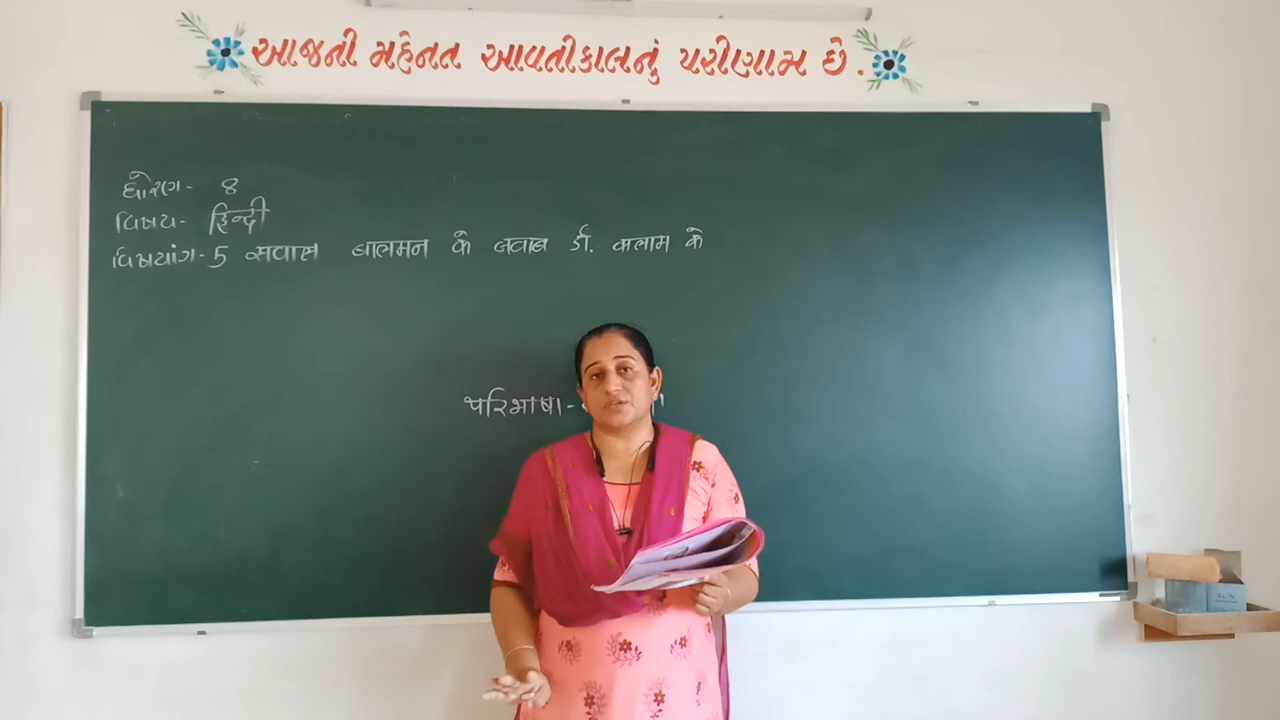 આજની મહેનત આવતીકાલનું પરીણામ છે.
ધોરણ- 8
વિષય- हिन्दी
વિષયાંગ- 5 सवाल बालमन के जवाब डॉ. कलाम के
परिभाषा-